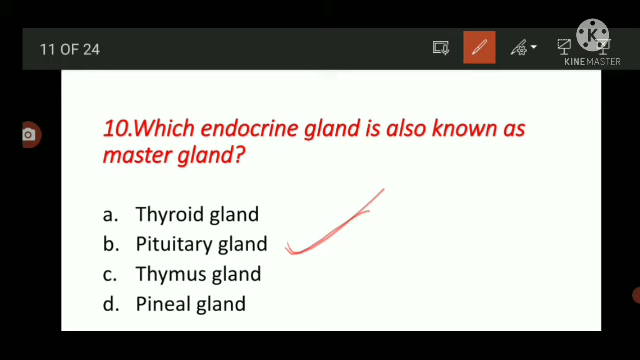 11 OF 24
K
KINEMASTER
10.Which endocrine gland is also known as
master gland?
a. Thyroid gland
b. Pituitary gland
c. Thymus gland
d. Pineal gland